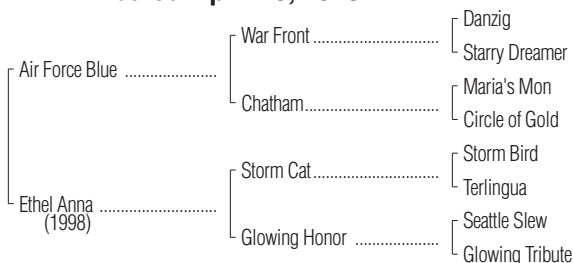 Danzig
War Front ......................................
Starry Dreamer
Air Force Blue ............................
Maria's Mon
Chatham........................................
Circle of Gold
Storm Bird
Storm Cat......................................
Terlingua
Ethel Anna ....................................
(1998)
Seattle Slew
Glowing Honor .........................
Glowing Tribute